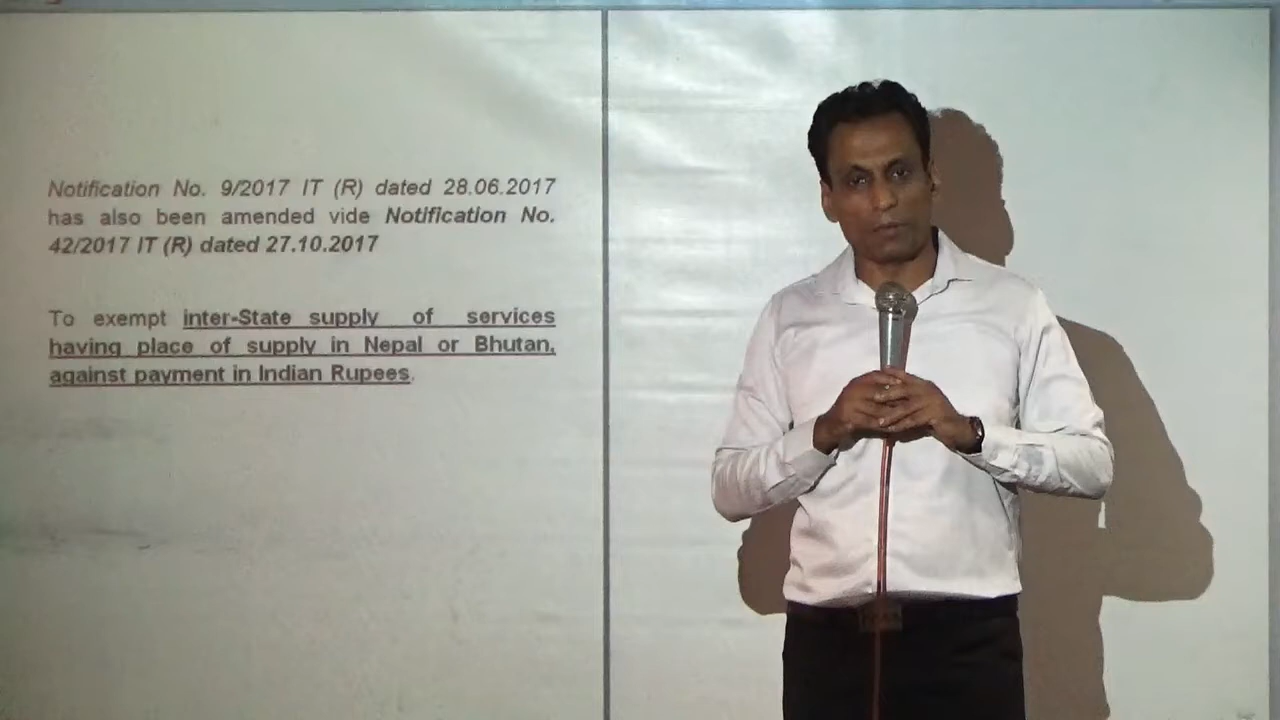 Notification No. 9/2017 IT (R) dated 28.06.2017
has also been amended vide Notification No.
42/2017 IT (R) dated 27.10.2017
To exempt inter-State supply of services
having place of supply in Nepal or Bhutan,
against payment in Indian Rupees.